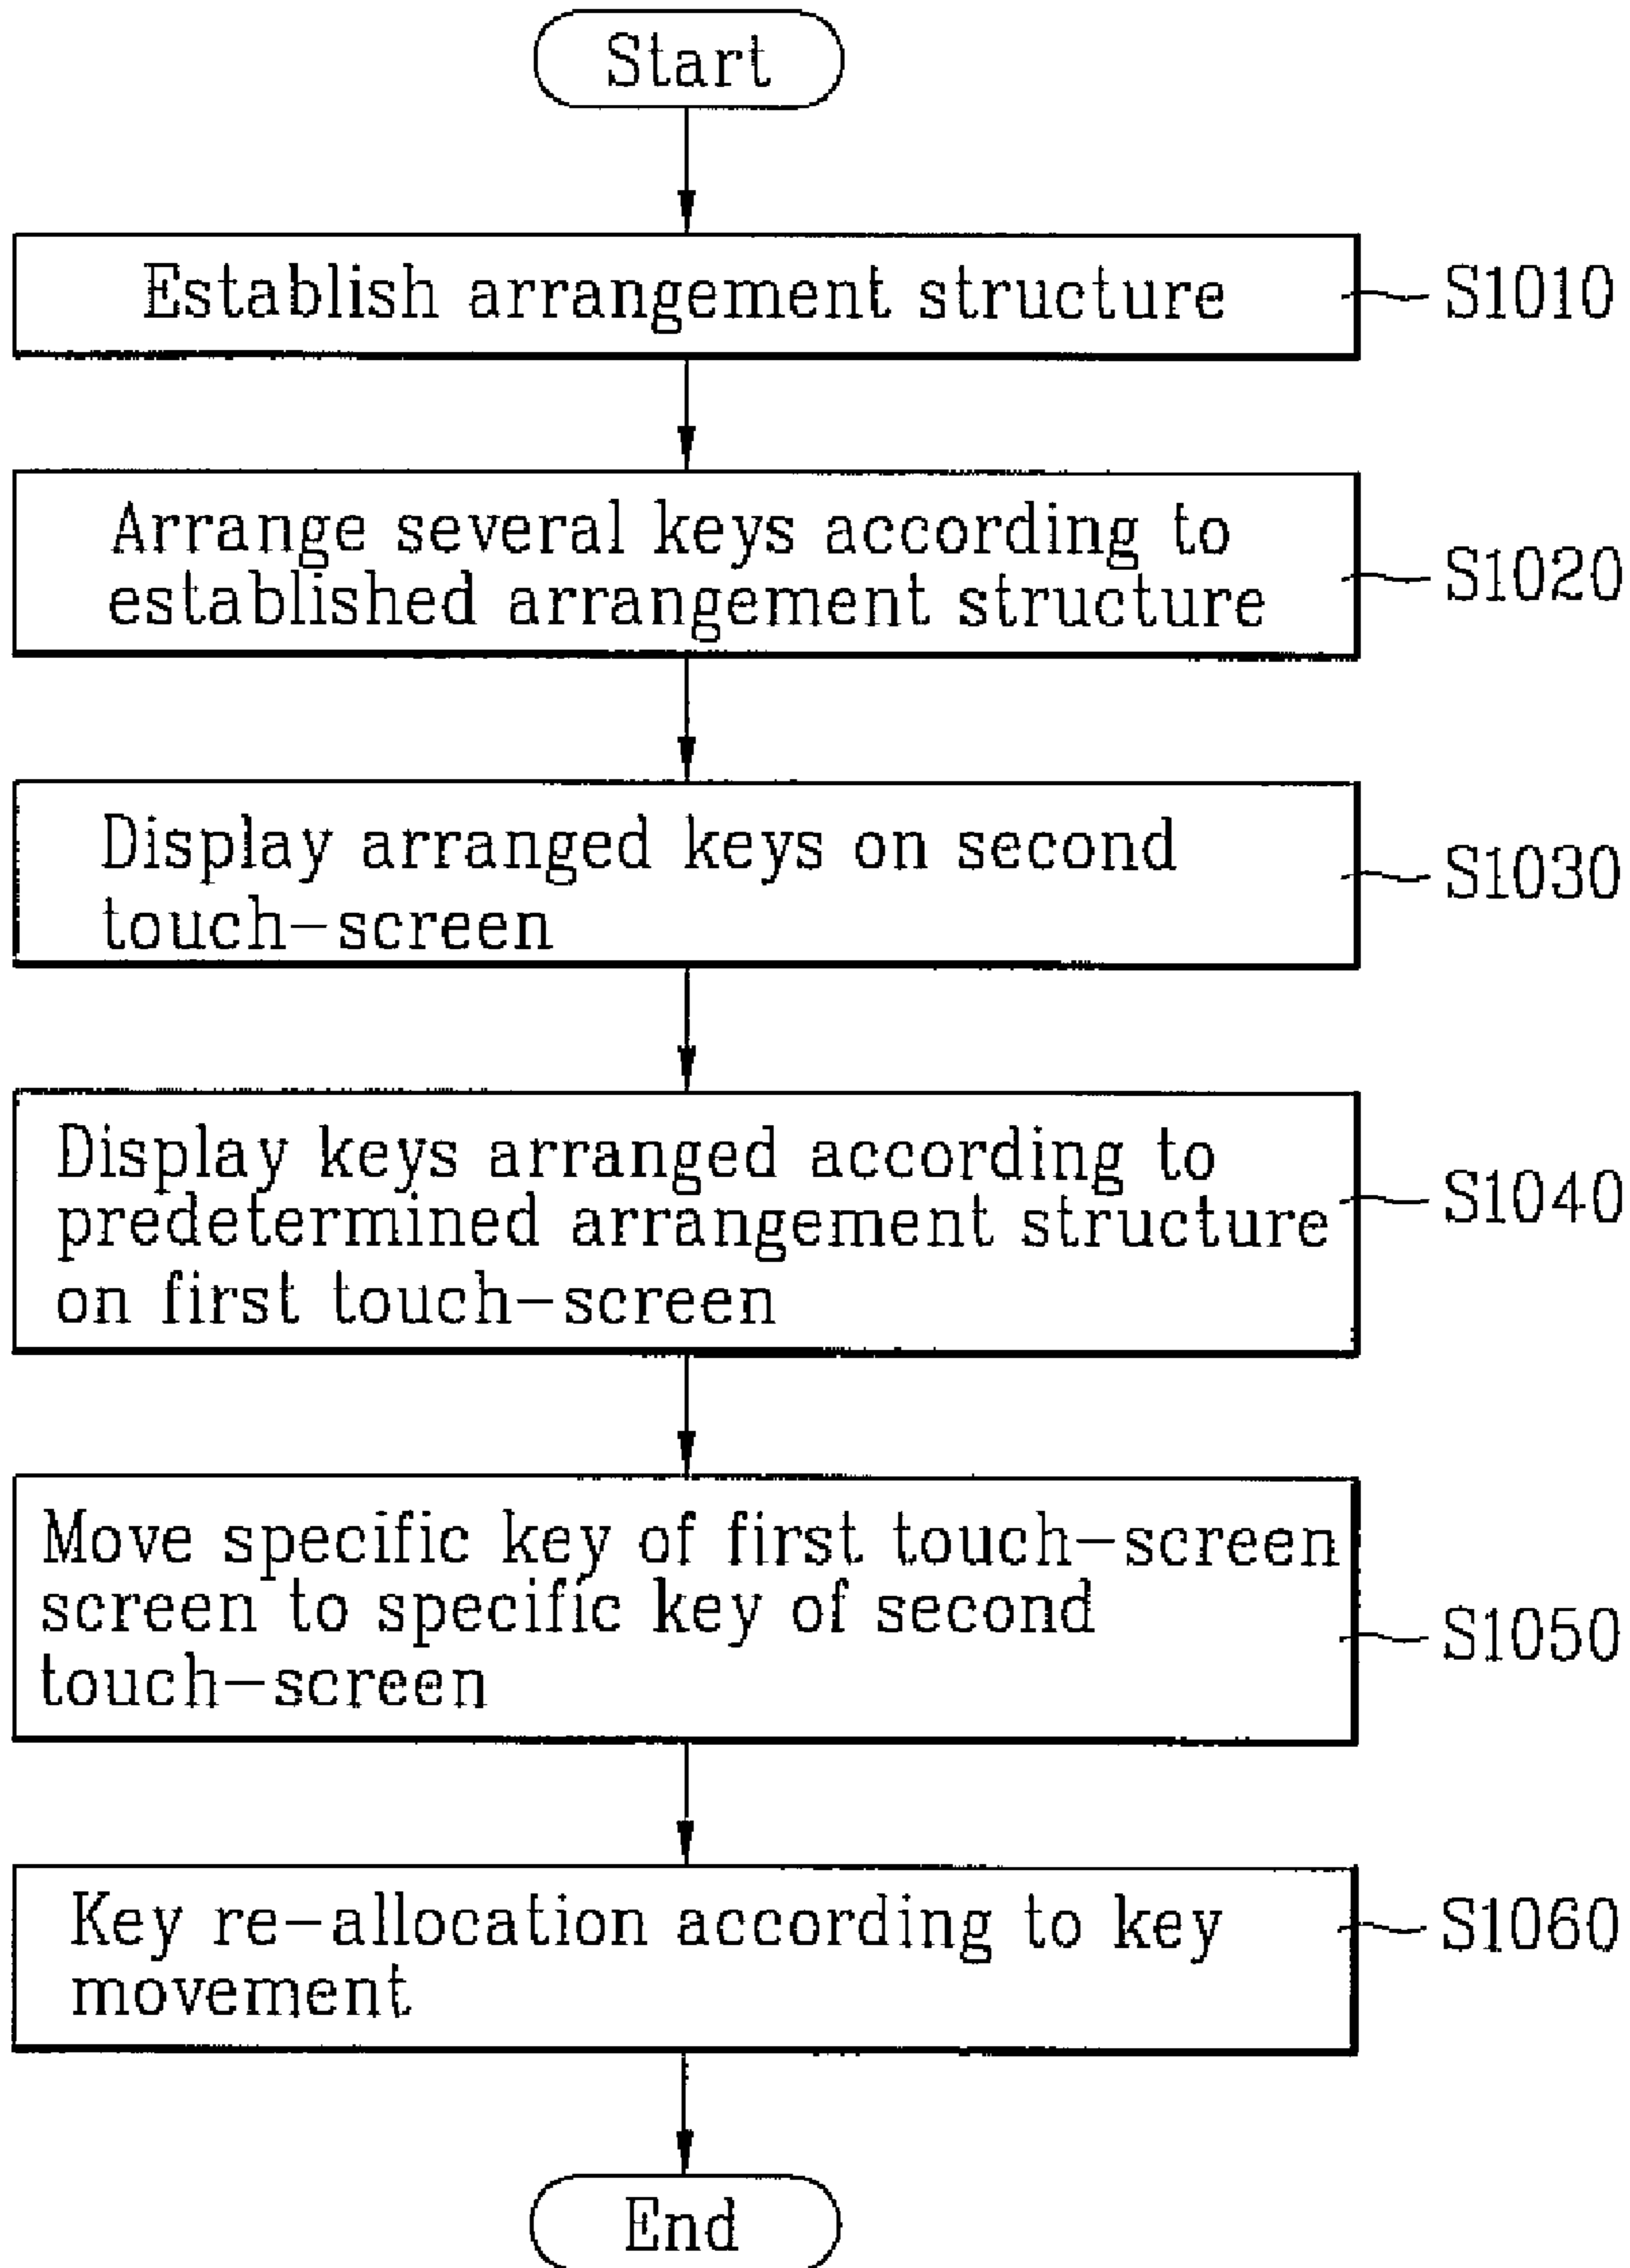 Start
Establish arrangement structure
S1010
Arrange several keys according to
established arrangement structure
S1020
Display arranged keys on second
touch-screen
S1030
Display keys arranged according to
predetermined arrangement structure
on first touch-screen
S1040
Move specific key of first touch-screen
screen to specific key of second
touch-screen
S1050
Key re-allocation according to key
movement
S1060
End